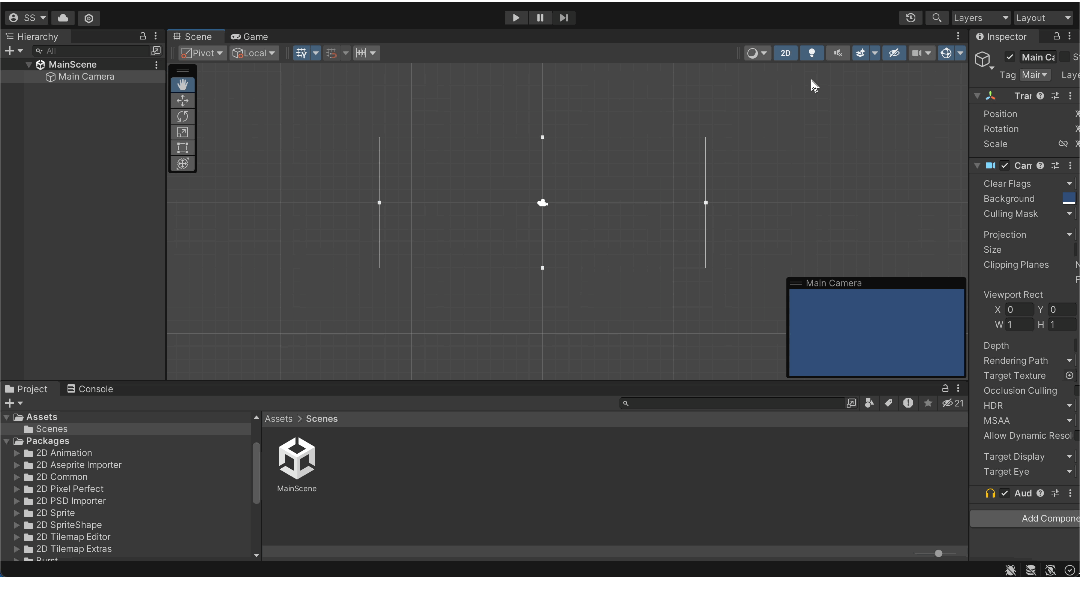 SS
Layers
Layout
Hierarchy
Scene
Game
Inspector
All
Pivot
Local
2D
MainScene
Main Camera
Main Ca
Tag Mair
Laye
Trar
Position
Rotation
Scale
Can
Clear Flags
Background
Culling Mask
Projection
Size
Clipping Planes
Viewport Rect
X 0 Y 0
W 1 H 1
Depth
Rendering Path
Target Texture
Occlusion Culling
HDR
MSAA
Allow Dynamic Resol
Target Display
Target Eye
Aud
Add Compone
Main Camera
Project
Console
21
Assets
Scenes
Packages
2D Animation
2D Aseprite Importer
2D Common
2D Pixel Perfect
2D PSD Importer
2D Sprite
2D SpriteShape
2D Tilemap Editor
2D Tilemap Extras
Assets > Scenes
MainScene